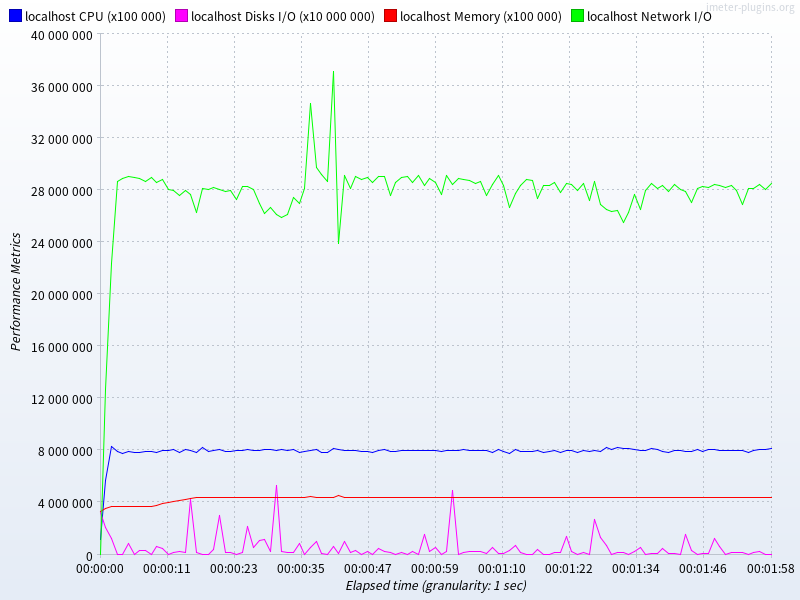 jmeter-plugins.org
localhost CPU (x100 000) localhost Disks I/O (x10 000 000) localhost Memory (x100 000) localhost Network I/O
40 000 000
36 000 000
32 000 000
28 000 000
24 000 000
20 000 000
16 000 000
12 000 000
8 000 000
4 000 000
0
Performance Metrics
00:00:00 00:00:11 00:00:23 00:00:35 00:00:47 00:00:59 00:01:10 00:01:22 00:01:34 00:01:46 00:01:58
Elapsed time (granularity: 1 sec)